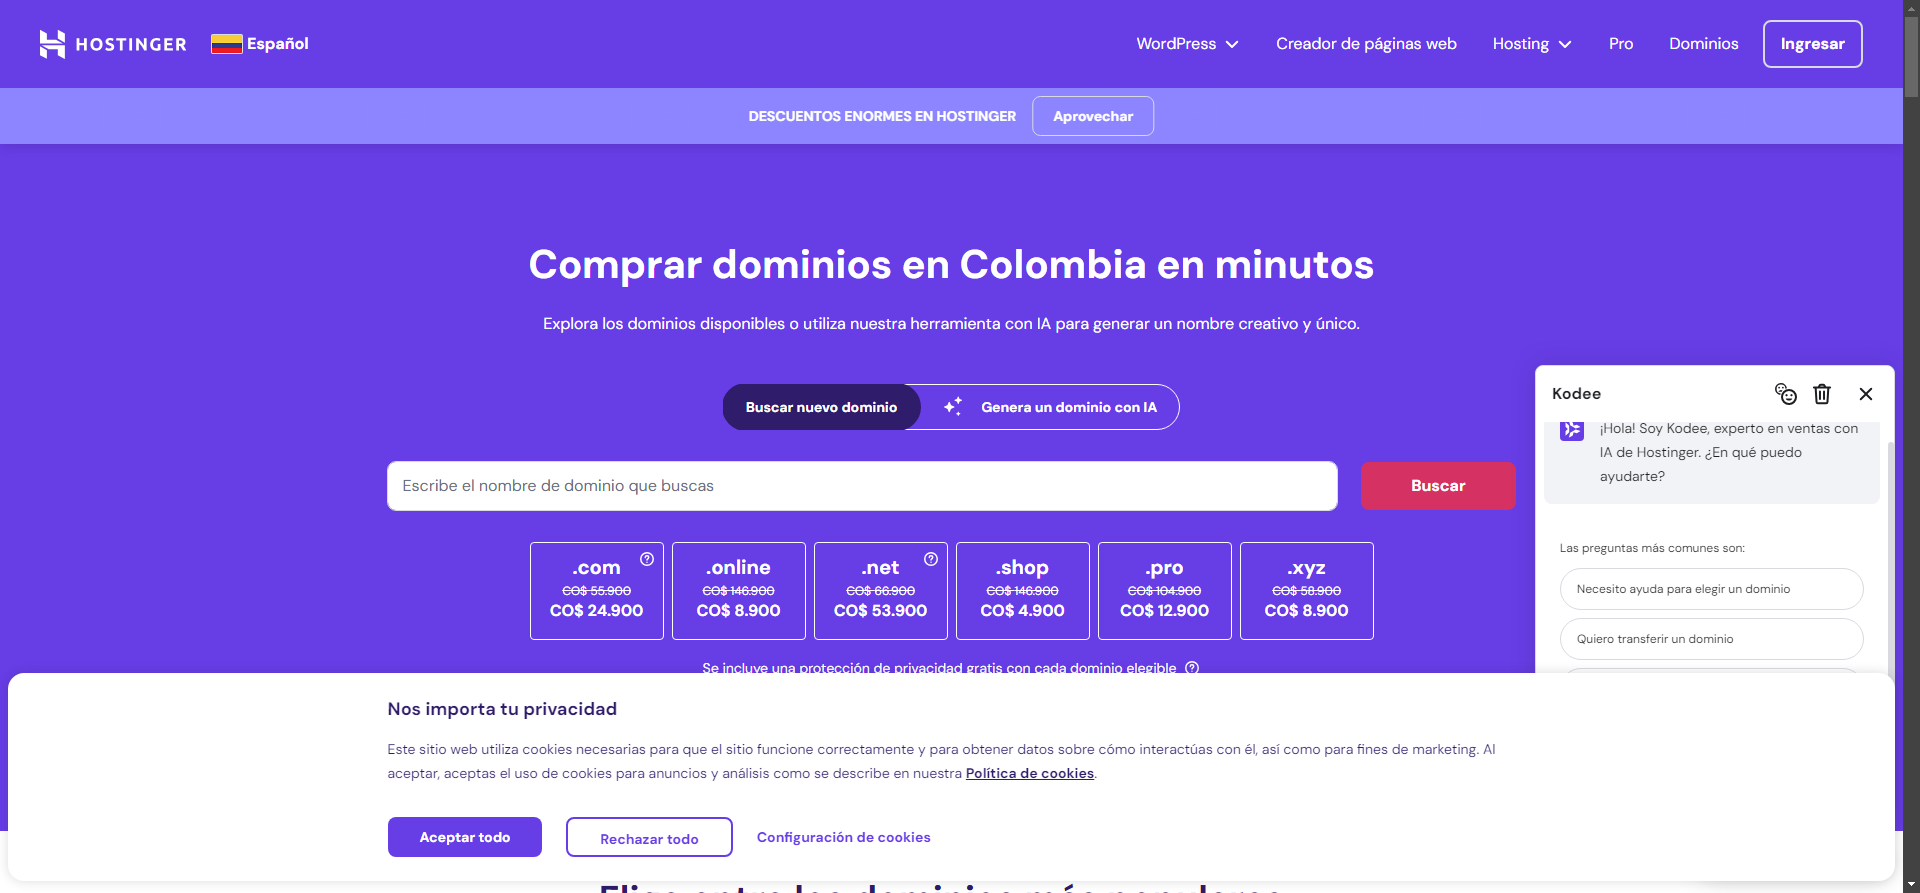 HOSTINGER
Español
WordPress
Creador de páginas web
Hosting
Pro
Dominios
Ingresar
DESCUENTOS ENORMES EN HOSTINGER
Aprovechar
Comprar dominios en Colombia en minutos
Explora los dominios disponibles o utiliza nuestra herramienta con IA para generar un nombre creativo y único.
Buscar nuevo dominio
Genera un dominio con IA
Escribe el nombre de dominio que buscas
Buscar
.com
CO$ 55.900
CO$ 24.900
.online
CO$ 146.900
CO$ 8.900
.net
CO$ 66.900
CO$ 53.900
.shop
CO$ 146.900
CO$ 4.900
.pro
CO$ 104.900
CO$ 12.900
.xyz
CO$ 58.900
CO$ 8.900
Se incluye una protección de privacidad gratis con cada dominio elegible
Kodee
¡Hola! Soy Kodee, experto en ventas con
IA de Hostinger. ¿En qué puedo
ayudarte?
Las preguntas más comunes son:
Necesito ayuda para elegir un dominio
Quiero transferir un dominio
Nos importa tu privacidad
Este sitio web utiliza cookies necesarias para que el sitio funcione correctamente y para obtener datos sobre cómo interactúas con él, así como para fines de marketing. Al
aceptar, aceptas el uso de cookies para anuncios y análisis como se describe en nuestra Política de cookies.
Aceptar todo
Rechazar todo
Configuración de cookies
Elige entre los dominios más populares